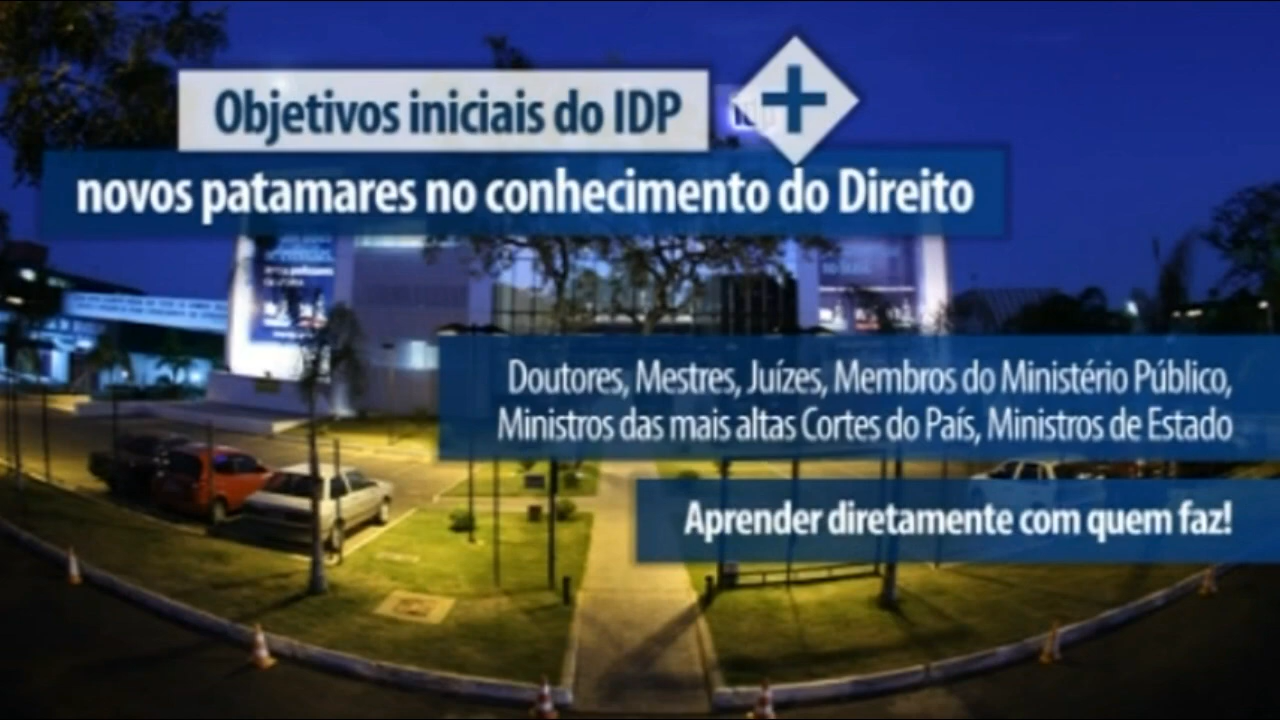 Objetivos iniciais do IDP
+
novos patamares no conhecimento do Direito
Doutores, Mestres, Juízes, Membros do Ministério Público,
Ministros das mais altas Cortes do País, Ministros de Estado
Aprender diretamente com quem faz!